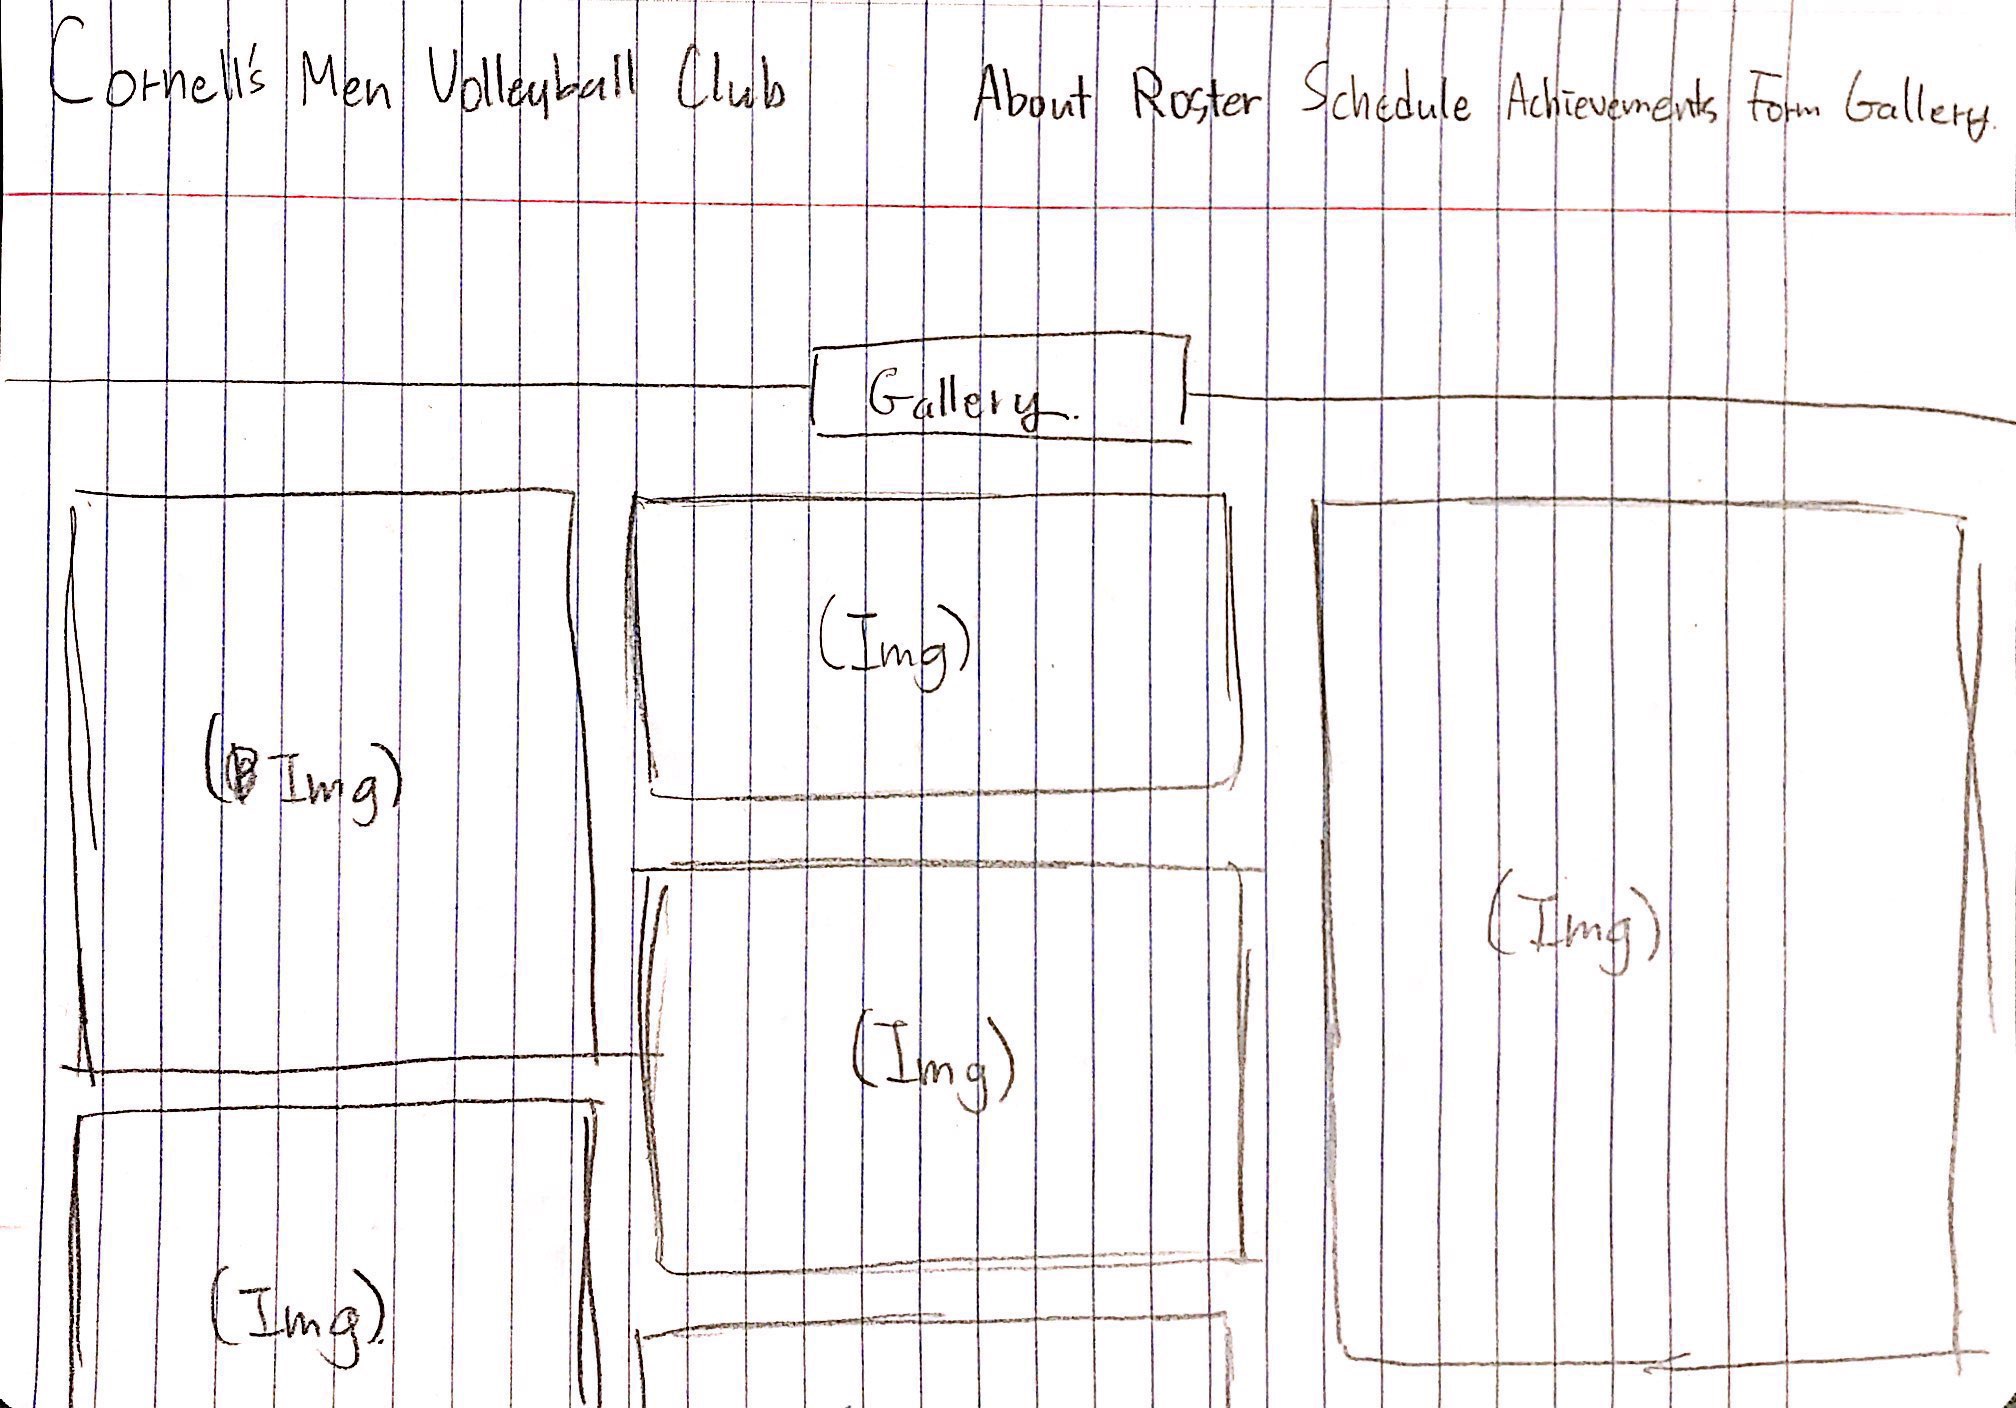 Cornell's Men Volleyball Club About Roster Schedule Achievements Form Gallery.
Gallery.
(Img)
(Img)
(Img)
(Img)
(Img)